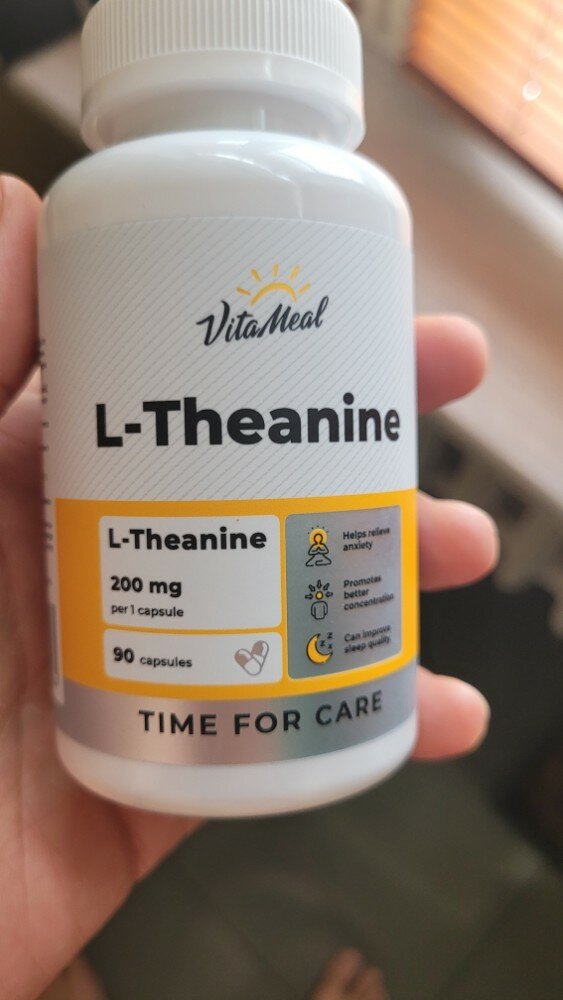 VitaMeal
L-Theanine
L-Theanine
200 mg
per 1 capsule
90 capsules
Helps relieve
anxiety
Promotes
better
concentration
Can improve
sleep quality
TIME FOR CARE